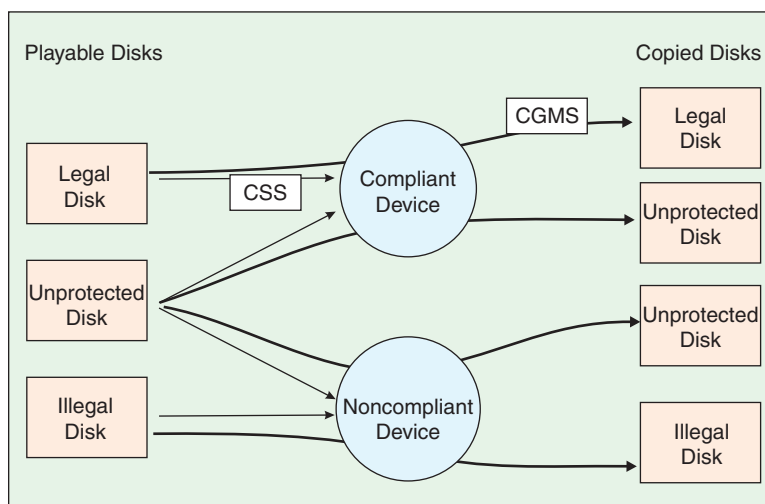 Playable Disks
Copied Disks
CGMS
Legal
Disk
Legal
Disk
CSS
Compliant
Device
Unprotected
Disk
Unprotected
Disk
Unprotected
Disk
Illegal
Disk
Noncompliant
Device
Illegal
Disk